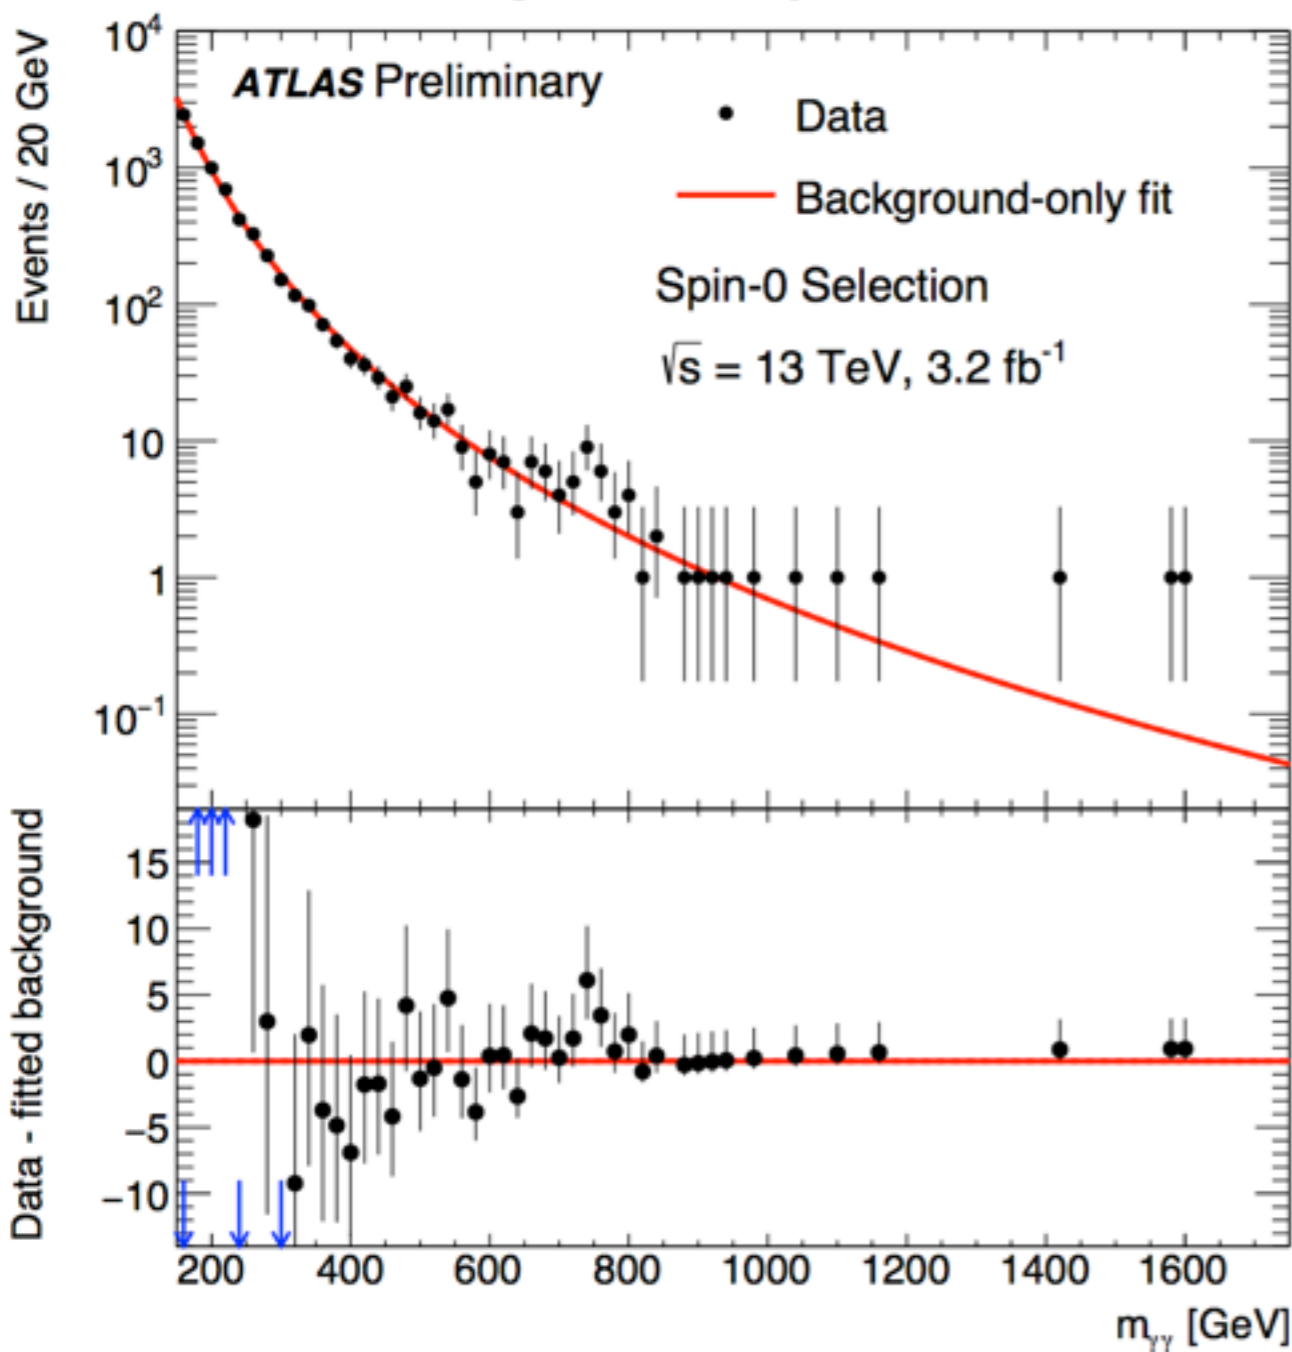 ATLAS Preliminary
Data
Background-only fit
Spin-0 Selection
√s = 13 TeV, 3.2 fb⁻¹
Events / 20 GeV
10⁴
10³
10²
10
1
10⁻¹
Data - fitted background
15
10
5
0
−5
−10
200 400 600 800 1000 1200 1400 1600
mγγ [GeV]